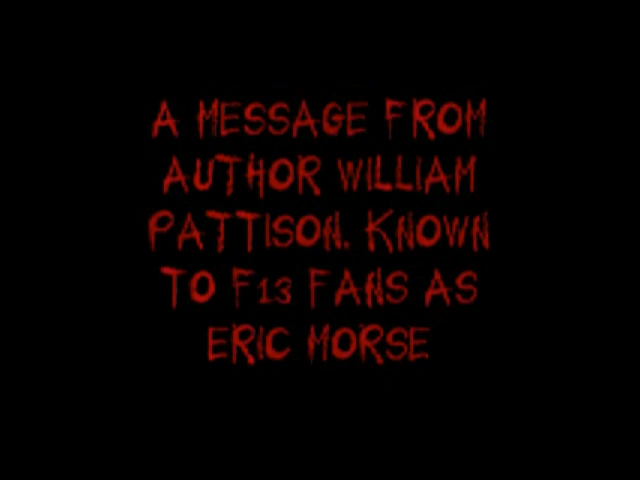 A MESSAGE FROM
AUTHOR WILLIAM
PATTISON. KNOWN
TO F13 FANS AS
ERIC MORSE